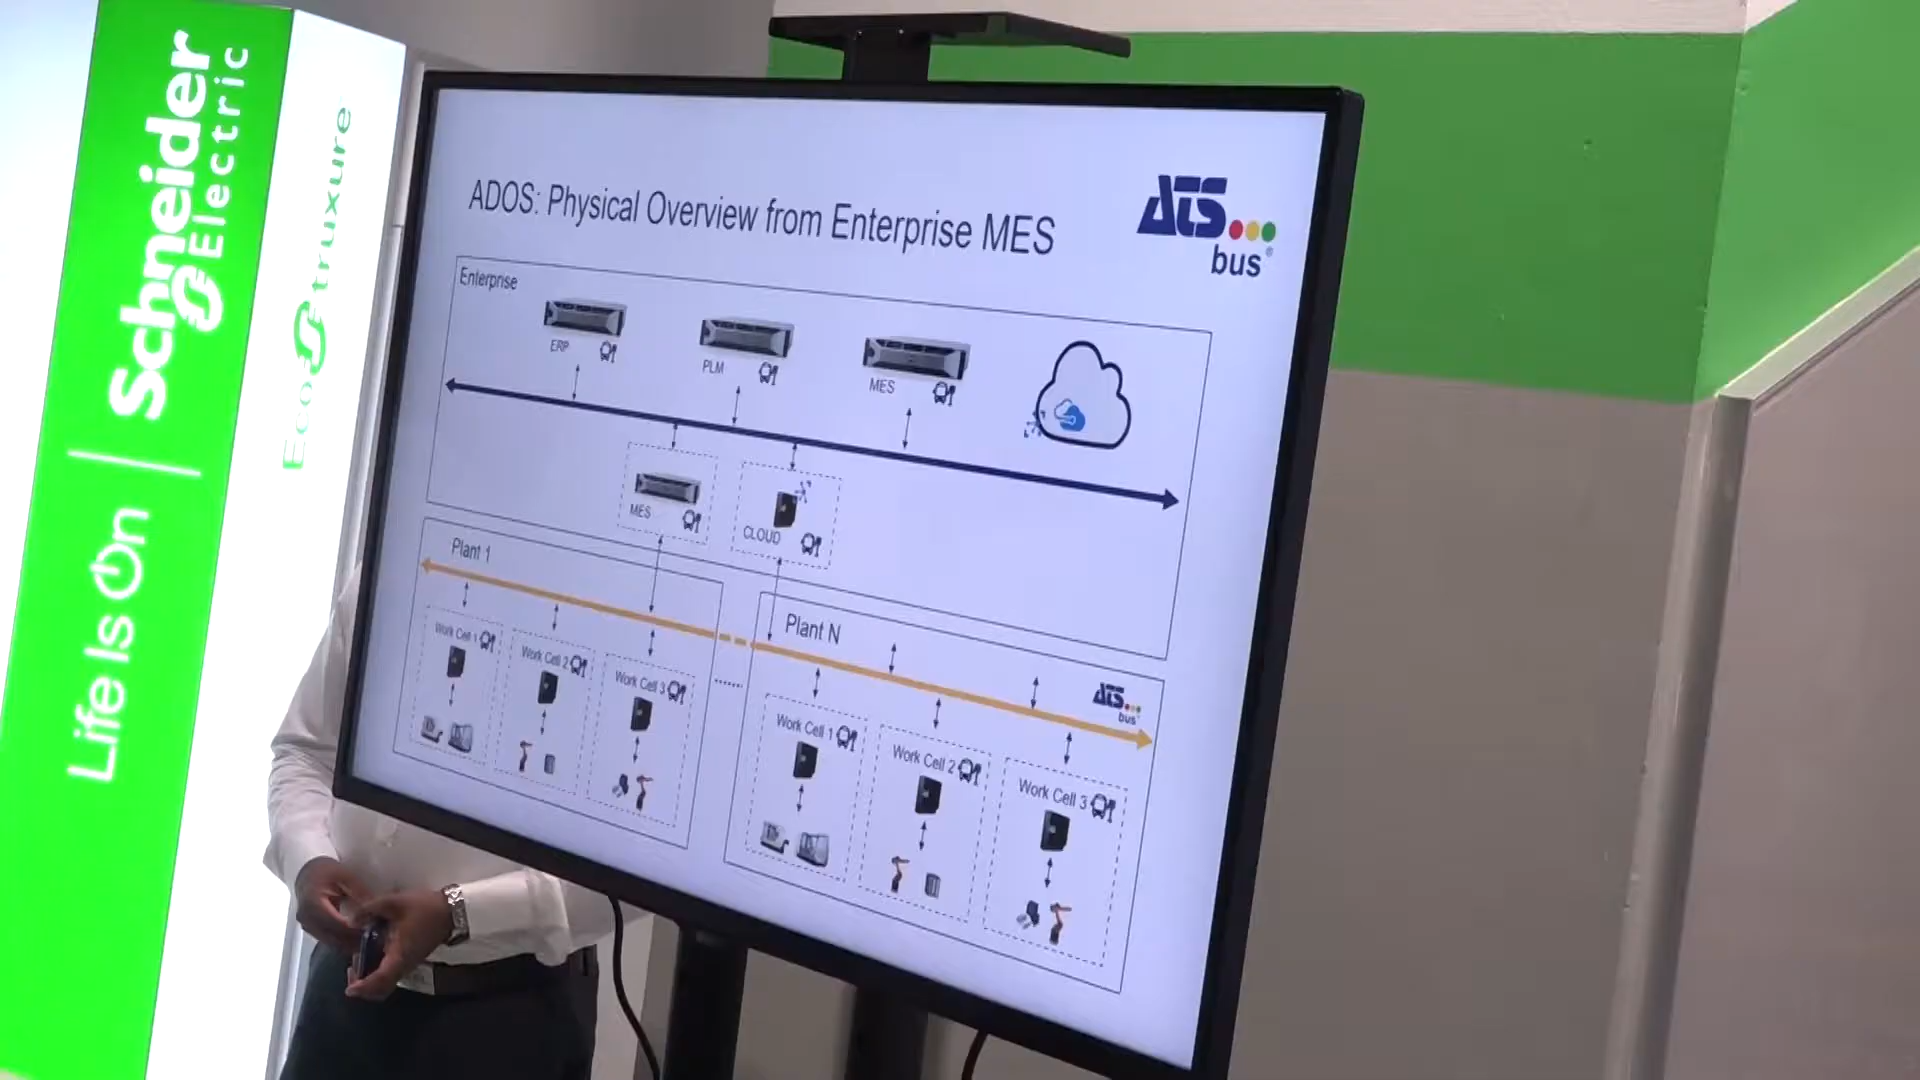 Life Is On | Schneider Electric
EcoStruxure
ADOS: Physical Overview from Enterprise MES
ATS
bus®
Enterprise
ERP
PLM
MES
MES
CLOUD
Plant 1
Work Cell 1
Work Cell 2
Work Cell 3
Plant N
ATS
bus
Work Cell 1
Work Cell 2
Work Cell 3